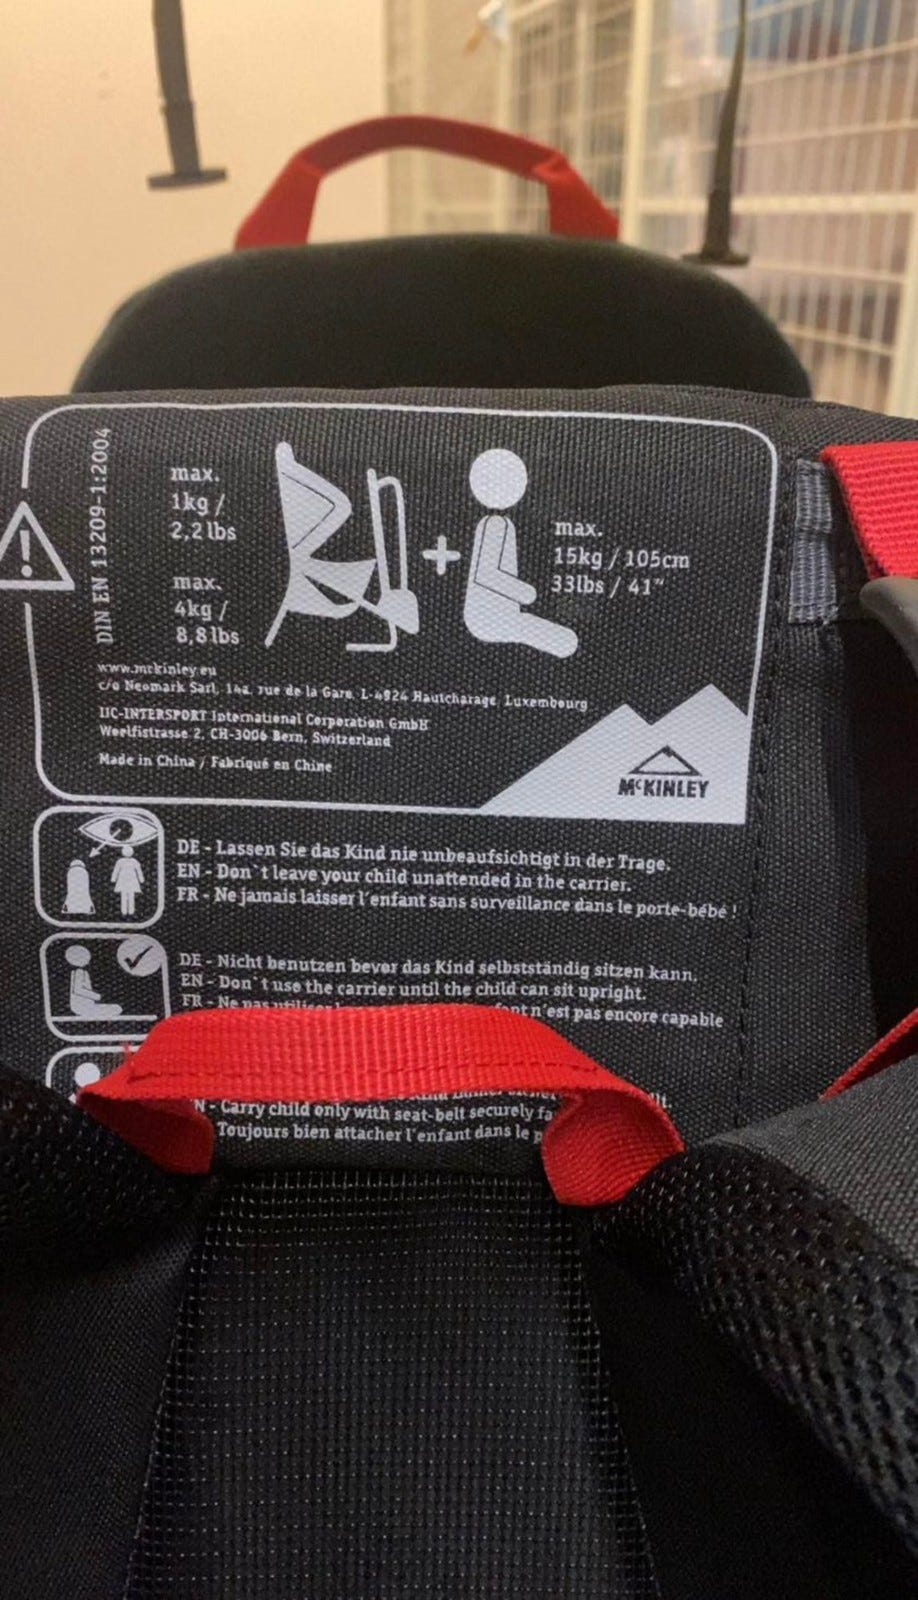 DIN EN 13209-1:2004
max.
1kg /
2,2 lbs
max.
4kg /
8,8 lbs
+
max.
15kg / 105cm
33lbs / 41"
www.mckinley.eu
c/o Neomark Sarl, 14a, rue de la Gare, L-4924 Hautcharage, Luxembourg
IIC-INTERSPORT International Corporation GmbH
Woelflistrasse 2, CH-3006 Bern, Switzerland
Made in China / Fabriqué en Chine
McKINLEY
DE - Lassen Sie das Kind nie unbeaufsichtigt in der Trage.
EN - Don`t leave your child unattended in the carrier.
FR - Ne jamais laisser l'enfant sans surveillance dans le porte-bébé !
DE - Nicht benutzen bevor das Kind selbstständig sitzen kann.
EN - Don`t use the carrier until the child can sit upright.
FR - Ne pas utiliser n'est pas encore capable
- Carry child only with seat-belt securely
Toujours bien attacher l'enfant dans le